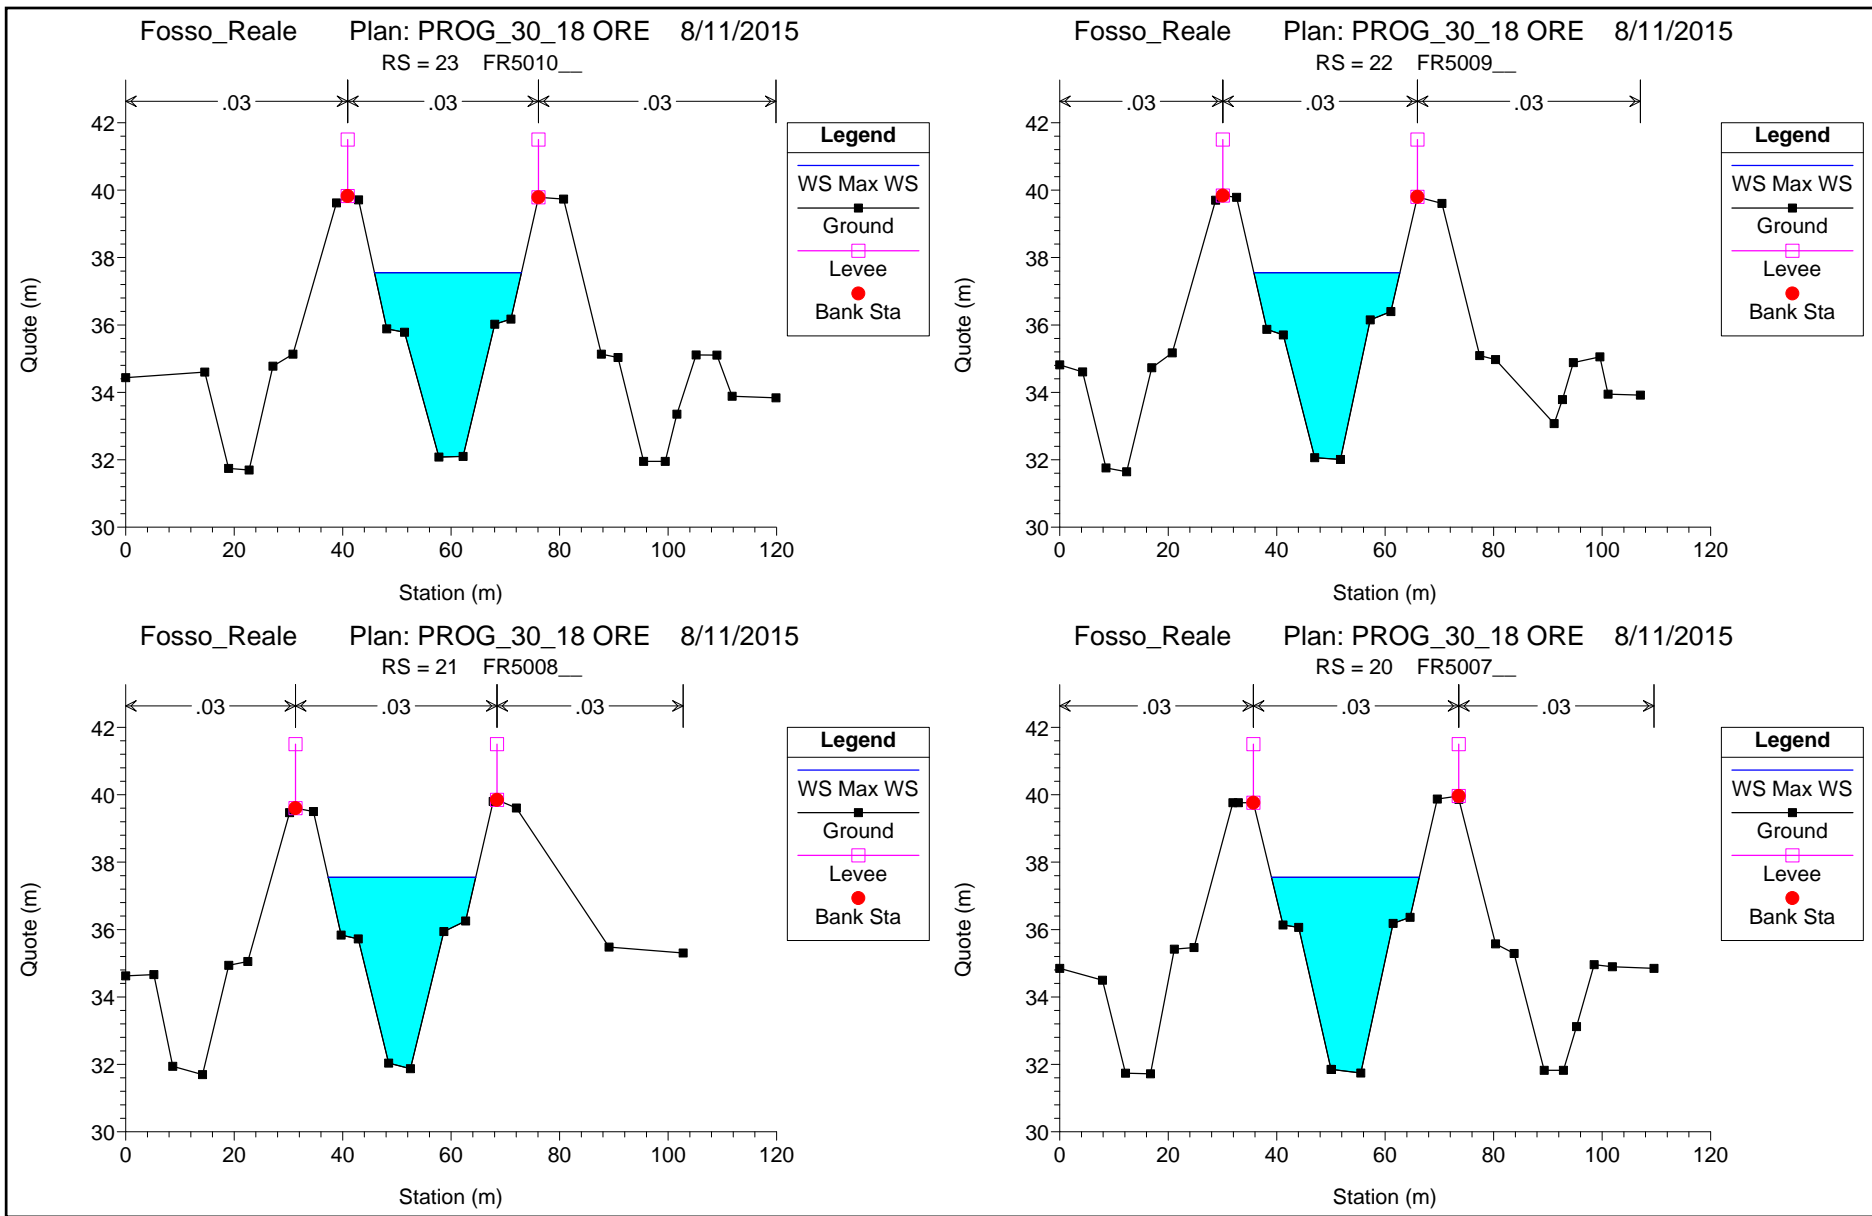 Fosso_Reale Plan: PROG_30_18 ORE 8/11/2015
RS = 23 FR5010__
.03 .03 .03
42
40
38
36
34
32
30
Quote (m)
0 20 40 60 80 100 120
Station (m)
Legend
WS Max WS
Ground
Levee
Bank Sta
Fosso_Reale Plan: PROG_30_18 ORE 8/11/2015
RS = 22 FR5009__
.03 .03 .03
42
40
38
36
34
32
30
Quote (m)
0 20 40 60 80 100 120
Station (m)
Legend
WS Max WS
Ground
Levee
Bank Sta
Fosso_Reale Plan: PROG_30_18 ORE 8/11/2015
RS = 21 FR5008__
.03 .03 .03
42
40
38
36
34
32
30
Quote (m)
0 20 40 60 80 100 120
Station (m)
Legend
WS Max WS
Ground
Levee
Bank Sta
Fosso_Reale Plan: PROG_30_18 ORE 8/11/2015
RS = 20 FR5007__
.03 .03 .03
42
40
38
36
34
32
30
Quote (m)
0 20 40 60 80 100 120
Station (m)
Legend
WS Max WS
Ground
Levee
Bank Sta